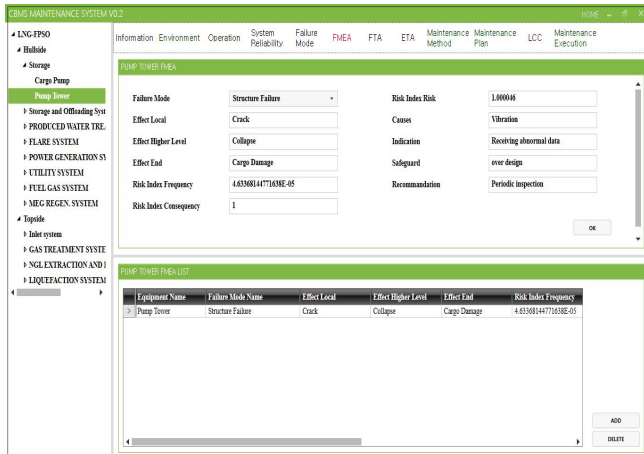 CBMS MAINTENANCE SYSTEM V0.2
HOME
LNG-FPSO
Hullside
Storage
Cargo Pump
Pump Tower
Storage and Offloading Syst
PRODUCED WATER TRE.
FLARE SYSTEM
POWER GENERATION SY
UTILITY SYSTEM
FUEL GAS SYSTEM
MEG REGEN. SYSTEM
Topside
Inlet system
GAS TREATMENT SYSTE
NGL EXTRACTION AND I
LIQUEFACTION SYSTEM
Information Environment Operation System Reliability Failure Mode FMEA FTA ETA Maintenance Method Maintenance Plan LCC Maintenance Execution
PUMP TOWER FMEA
Failure Mode Structure Failure Risk Index Risk 1.000046
Effect Local Crack Causes Vibration
Effect Higher Level Collapse Indication Receiving abnormal data
Effect End Cargo Damage Safeguard over design
Risk Index Frequency 4.63368144771638E-05 Recommandation Periodic inspection
Risk Index Consequency 1
OK
PUMP TOWER FMEA LIST
Equipment Name Failure Mode Name Effect Local Effect Higher Level Effect End Risk Index Frequency
Pump Tower Structure Failure Crack Collapse Cargo Damage 4.63368144771638E-05
ADD
DELETE